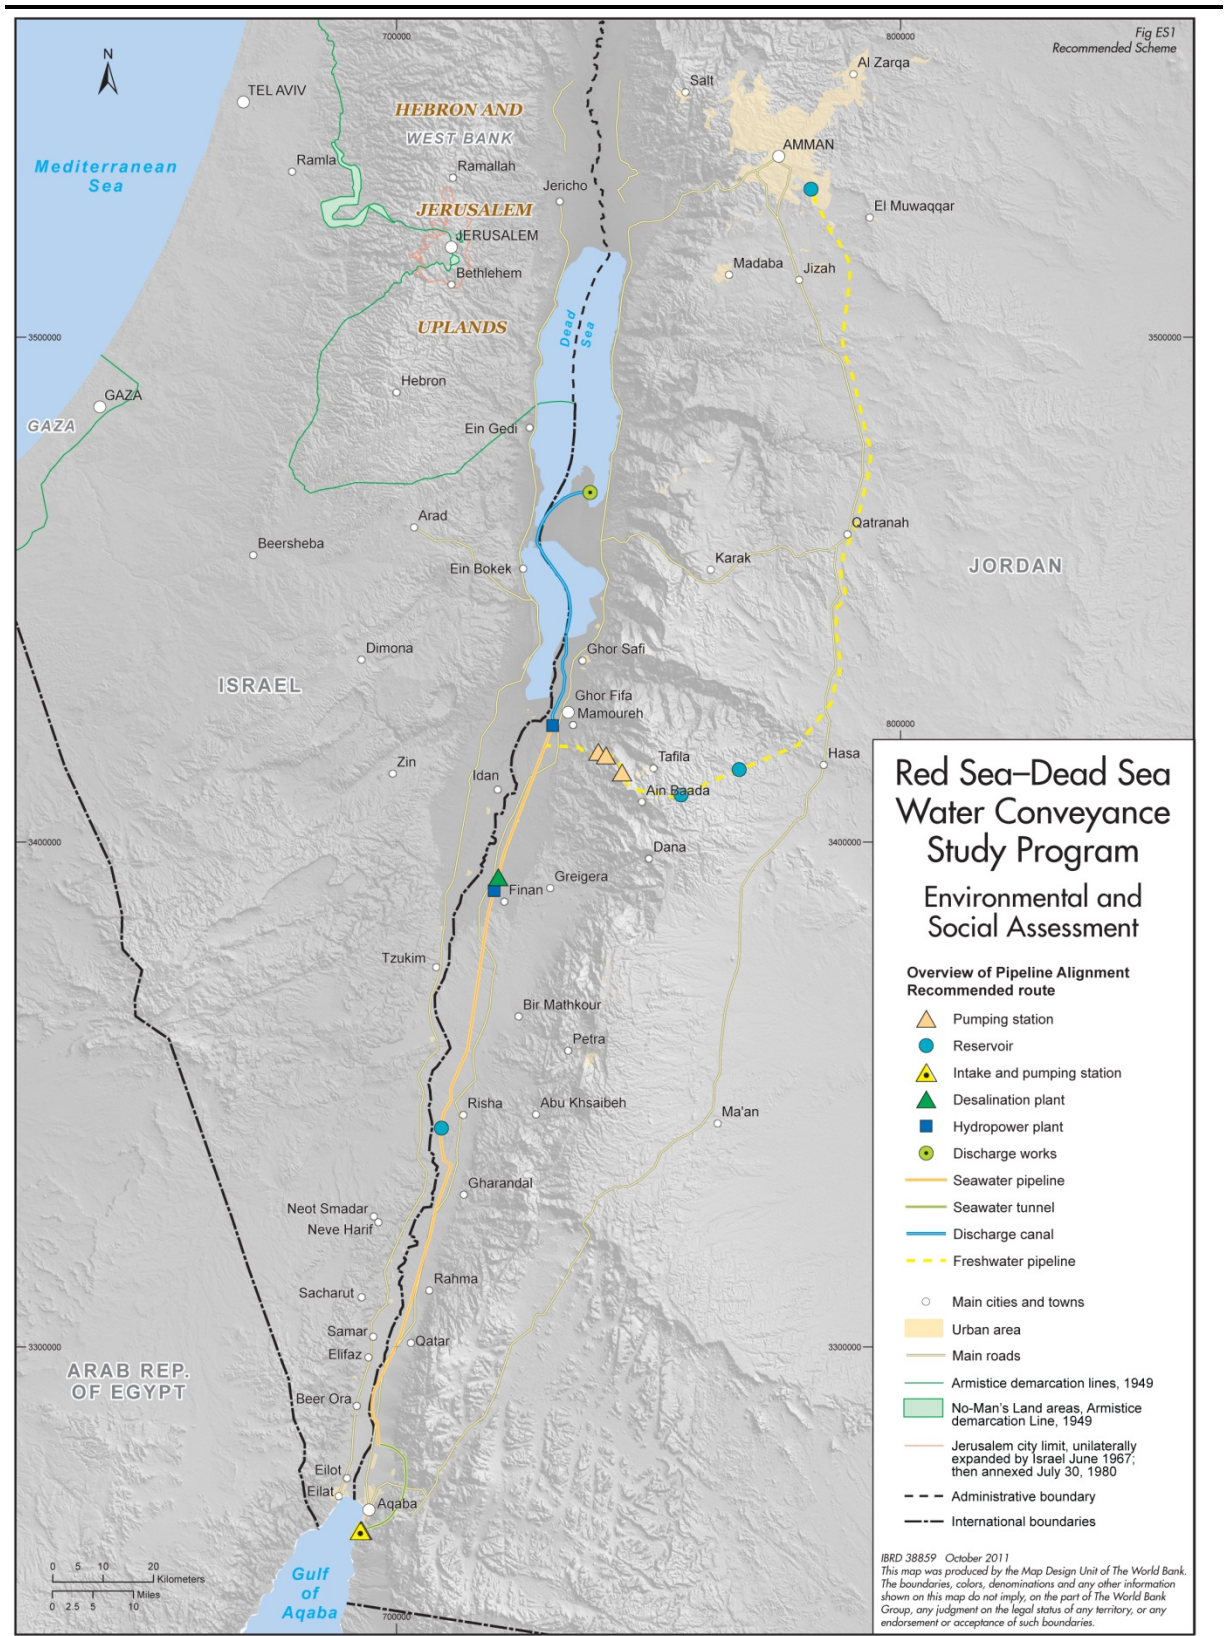 700000
800000
Fig ES1
Recommended Scheme
N
Al Zarqa
Salt
TEL AVIV
HEBRON AND
WEST BANK
AMMAN
Ramla
Ramallah
Mediterranean
Sea
Jericho
JERUSALEM
El Muwaqqar
JERUSALEM
Madaba
Jizah
Bethlehem
UPLANDS
Dead
Sea
3500000
3500000
Hebron
GAZA
GAZA
Ein Gedi
Arad
Qatranah
Beersheba
Karak
JORDAN
Ein Bokek
Dimona
Ghor Safi
ISRAEL
Ghor Fifa
Mamoureh
800000
Zin
Idan
Tafila
Hasa
Ain Baada
3400000
3400000
Dana
Greigera
Finan
Tzukim
Bir Mathkour
Petra
Risha
Abu Khsaibeh
Ma'an
Gharandal
Neot Smadar
Neve Harif
Rahma
Sacharut
Samar
Qatar
Elifaz
3300000
3300000
ARAB REP.
OF EGYPT
Beer Ora
Eilot
Eilat
Aqaba
Gulf
of
Aqaba
0 5 10 20
Kilometers
Miles
0 2.5 5 10
700000
Red Sea–Dead Sea
Water Conveyance
Study Program
Environmental and
Social Assessment
Overview of Pipeline Alignment
Recommended route
Pumping station
Reservoir
Intake and pumping station
Desalination plant
Hydropower plant
Discharge works
Seawater pipeline
Seawater tunnel
Discharge canal
Freshwater pipeline
Main cities and towns
Urban area
Main roads
Armistice demarcation lines, 1949
No-Man's Land areas, Armistice
demarcation Line, 1949
Jerusalem city limit, unilaterally
expanded by Israel June 1967;
then annexed July 30, 1980
Administrative boundary
International boundaries
IBRD 38859 October 2011
This map was produced by the Map Design Unit of The World Bank.
The boundaries, colors, denominations and any other information
shown on this map do not imply, on the part of The World Bank
Group, any judgment on the legal status of any territory, or any
endorsement or acceptance of such boundaries.